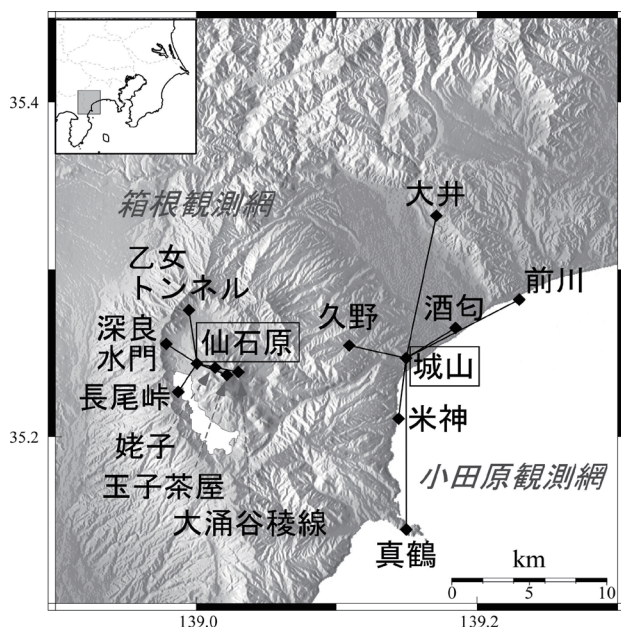 35.4
箱根観測網
大井
乙女
トンネル
前川
酒匂
久野
深良
水門
仙石原
城山
長尾峠
米神
35.2
姥子
小田原観測網
玉子茶屋
大涌谷稜線
真鶴
km
0 5 10
139.0 139.2